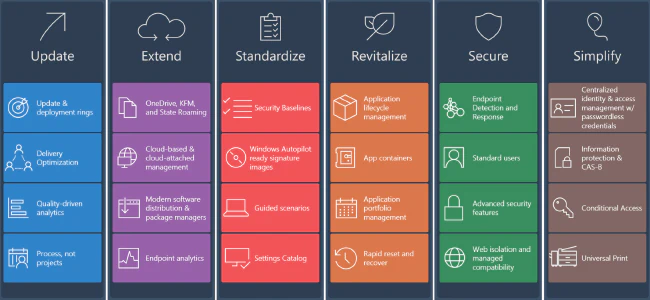 Update
Extend
Standardize
Revitalize
Secure
Simplify
Update &
deployment rings
Delivery
Optimization
Quality-driven
analytics
Process, not
projects
OneDrive, KFM,
and State Roaming
Cloud-based &
cloud-attached
management
Modern software
distribution &
package managers
Endpoint analytics
Security Baselines
Windows Autopilot
ready signature
images
Guided scenarios
Settings Catalog
Application
lifecycle
management
App containers
Application
portfolio
management
Rapid reset and
recover
Endpoint
Detection and
Response
Standard users
Advanced security
features
Web isolation and
managed
compatibility
Centralized
identity & access
management w/
passwordless
credentials
Information
protection &
CAS-B
Conditional Access
Universal Print